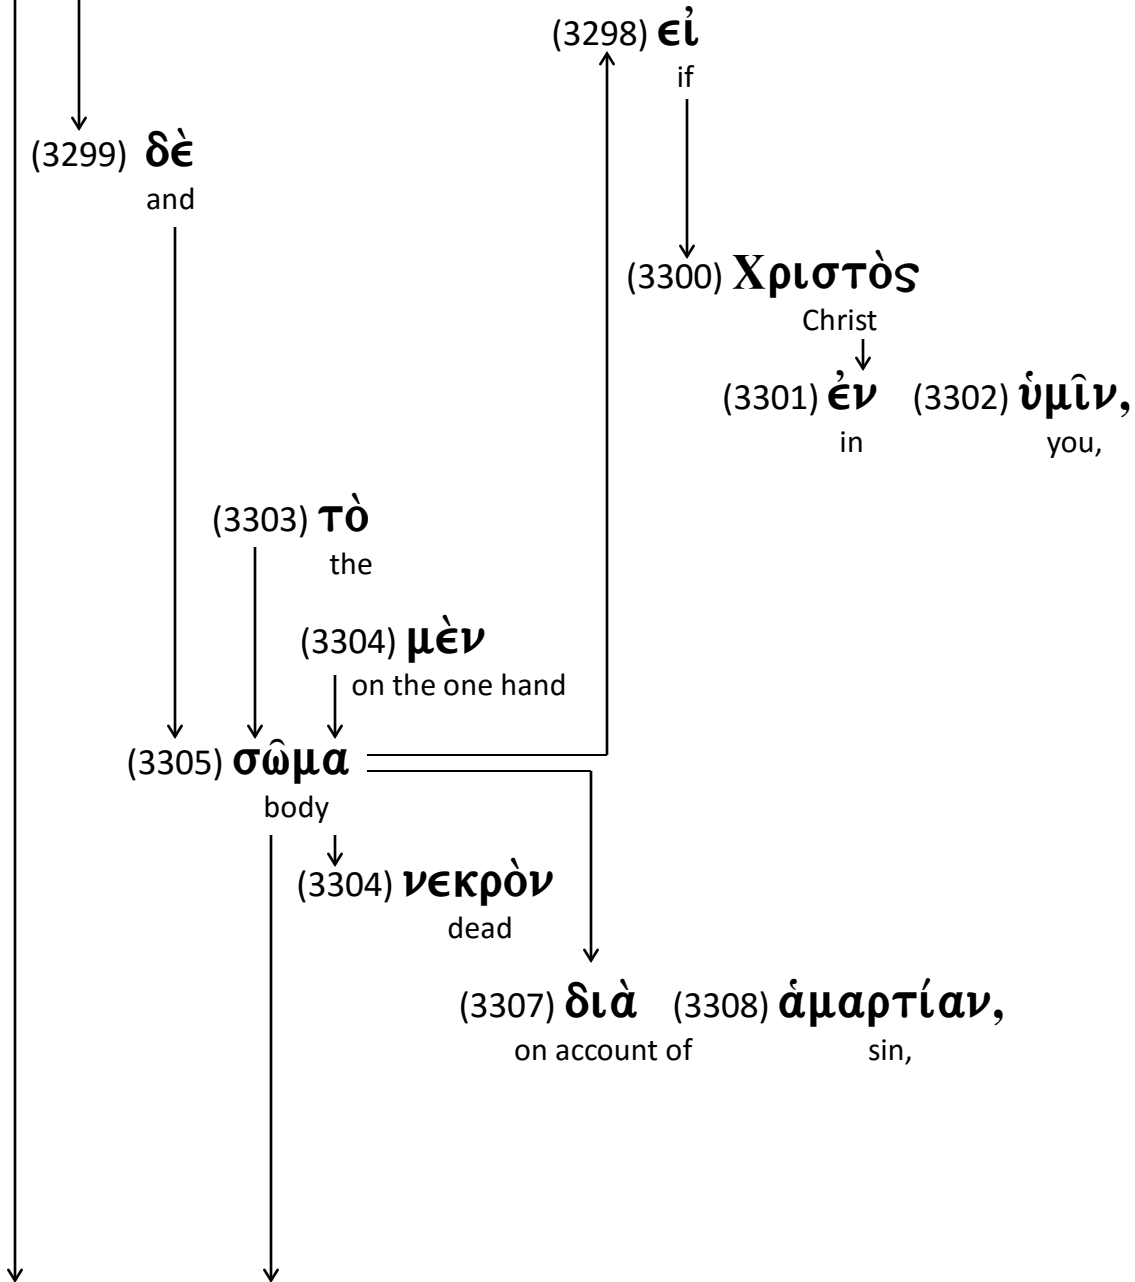 (3298) εἰ
if
(3299) δὲ
and
(3300) Χριστὸς
Christ
(3301) ἐν (3302) ὑμῖν,
in you,
(3303) τὸ
the
(3304) μὲν
on the one hand
(3305) σῶμα
body
(3304) νεκρὸν
dead
(3307) διὰ (3308) ἁμαρτίαν,
on account of sin,